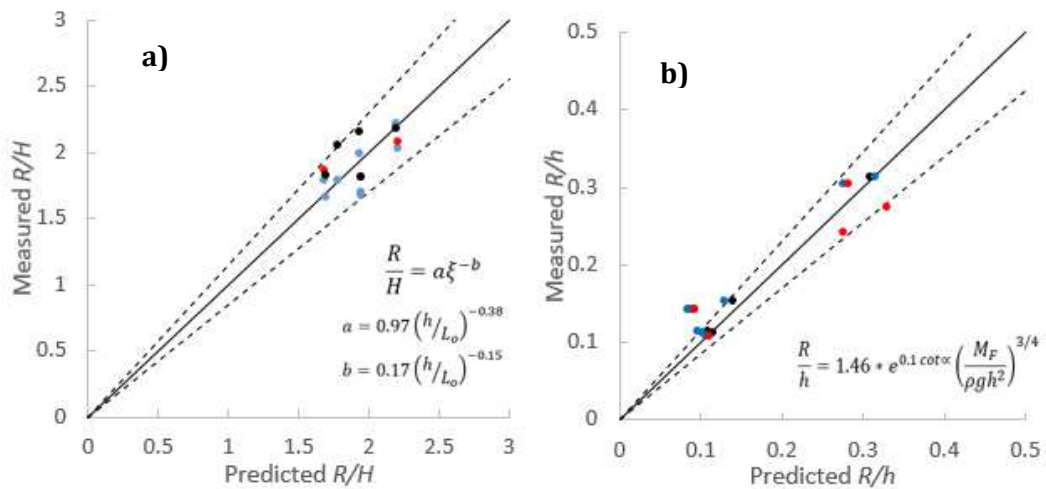 a)
3
2.5
2
1.5
1
0.5
0
0
0.5
1
1.5
2
2.5
3
Measured R/H
Predicted R/H
R/H = aξ^{-b}
a = 0.97 (h/L_o)^{-0.38}
b = 0.17 (h/L_o)^{-0.15}
b)
0.5
0.4
0.3
0.2
0.1
0
0
0.1
0.2
0.3
0.4
0.5
Measured R/h
Predicted R/h
R/h = 1.46 * e^{0.1 cot∝} (M_F/ρgh^2)^{3/4}